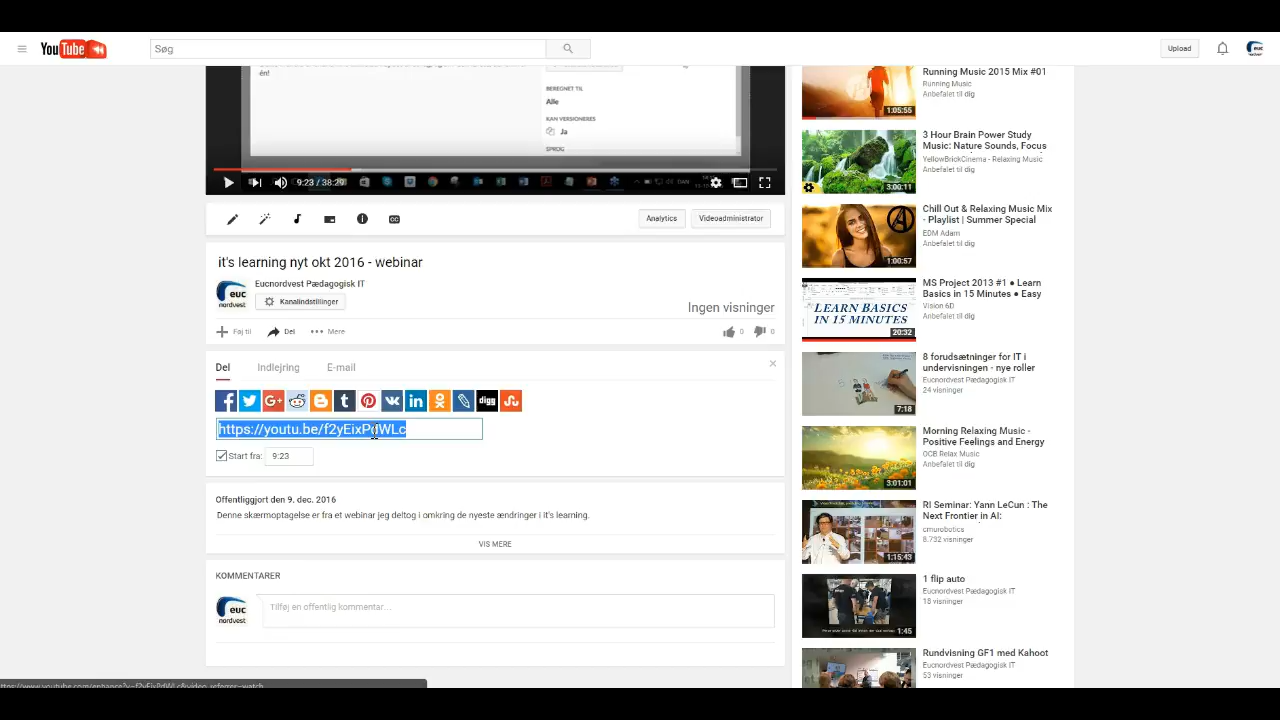 YouTube
Søg
Upload
én!
BEREGNET TIL
Alle
KAN VERSIONERES
Ja
SPROG
9:23 / 38:29
Analytics
Videoadministrator
it's learning nyt okt 2016 - webinar
euc
nordvest
Eucnordvest Pædagogisk IT
Kanalindstillinger
Ingen visninger
Føj til
Del
Mere
0
0
Del
Indlejring
E-mail
digg
https://youtu.be/f2yEixPdWLc
Start fra:
9:23
Offentliggjort den 9. dec. 2016
Denne skærmoptagelse er fra et webinar jeg deltog i omkring de nyeste ændringer i it's learning.
VIS MERE
KOMMENTARER
euc
nordvest
Tilføj en offentlig kommentar...
1:05:55
Running Music 2015 Mix #01
Running Music
Anbefalet til dig
3:00:11
3 Hour Brain Power Study
Music: Nature Sounds, Focus
YellowBrickCinema - Relaxing Music
Anbefalet til dig
1:00:57
Chill Out & Relaxing Music Mix
- Playlist | Summer Special
EDM Adam
Anbefalet til dig
LEARN BASICS
IN 15 MINUTES
20:32
MS Project 2013 #1 ● Learn
Basics in 15 Minutes ● Easy
Vision 6D
Anbefalet til dig
7:18
8 forudsætninger for IT i
undervisningen - nye roller
Eucnordvest Pædagogisk IT
24 visninger
3:01:01
Morning Relaxing Music -
Positive Feelings and Energy
OCB Relax Music
Anbefalet til dig
1:15:43
RI Seminar: Yann LeCun : The
Next Frontier in AI:
cmurobotics
8.732 visninger
1:45
1 flip auto
Eucnordvest Pædagogisk IT
18 visninger
Rundvisning GF1 med Kahoot
Eucnordvest Pædagogisk IT
53 visninger